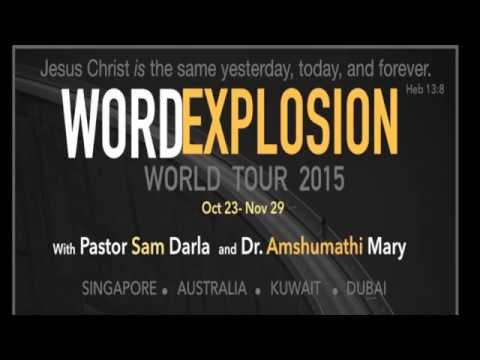 Jesus Christ is the same yesterday, today, and forever.
Heb 13:8
WORDEXPLOSION
WORLD TOUR 2015
Oct 23- Nov 29
With Pastor Sam Darla and Dr. Amshumathi Mary
SINGAPORE • AUSTRALIA • KUWAIT • DUBAI